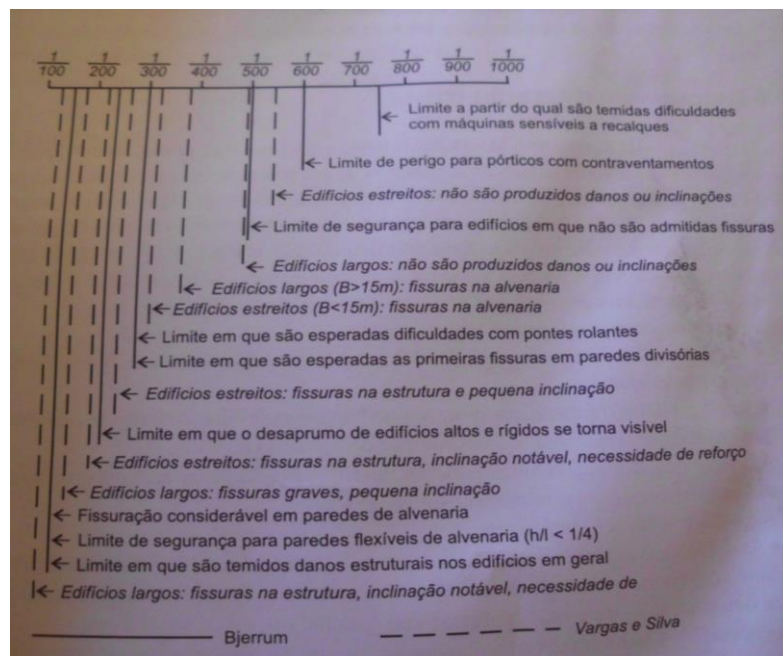 1/100 1/200 1/300 1/400 1/500 1/600 1/700 1/800 1/900 1/1000
Limite a partir do qual são temidas dificuldades
com máquinas sensíveis a recalques
Limite de perigo para pórticos com contraventamentos
Edifícios estreitos: não são produzidos danos ou inclinações
Limite de segurança para edifícios em que não são admitidas fissuras
Edifícios largos: não são produzidos danos ou inclinações
Edifícios largos (B>15m): fissuras na alvenaria
Edifícios estreitos (B<15m): fissuras na alvenaria
Limite em que são esperadas dificuldades com pontes rolantes
Limite em que são esperadas as primeiras fissuras em paredes divisórias
Edifícios estreitos: fissuras na estrutura e pequena inclinação
Limite em que o desaprumo de edifícios altos e rígidos se torna visível
Edifícios estreitos: fissuras na estrutura, inclinação notável, necessidade de reforço
Edifícios largos: fissuras graves, pequena inclinação
Fissuração considerável em paredes de alvenaria
Limite de segurança para paredes flexíveis de alvenaria (h/l < 1/4)
Limite em que são temidos danos estruturais nos edifícios em geral
Edifícios largos: fissuras na estrutura, inclinação notável, necessidade de
Bjerrum
Vargas e Silva